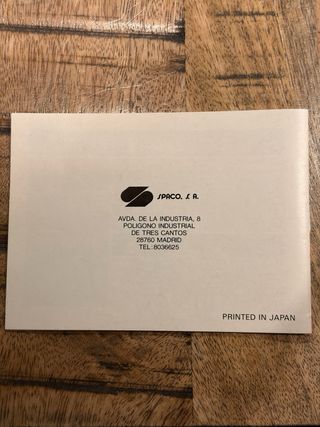 SPACO, S. A.
AVDA. DE LA INDUSTRIA, 8
POLIGONO INDUSTRIAL
DE TRES CANTOS
28760 MADRID
TEL.:8036625
PRINTED IN JAPAN